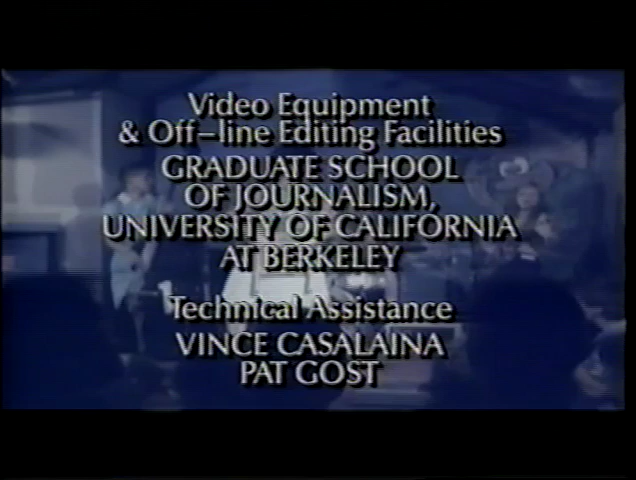 Video Equipment
& Off-line Editing Facilities
GRADUATE SCHOOL
OF JOURNALISM,
UNIVERSITY OF CALIFORNIA
AT BERKELEY
Technical Assistance
VINCE CASALAINA
PAT GOST